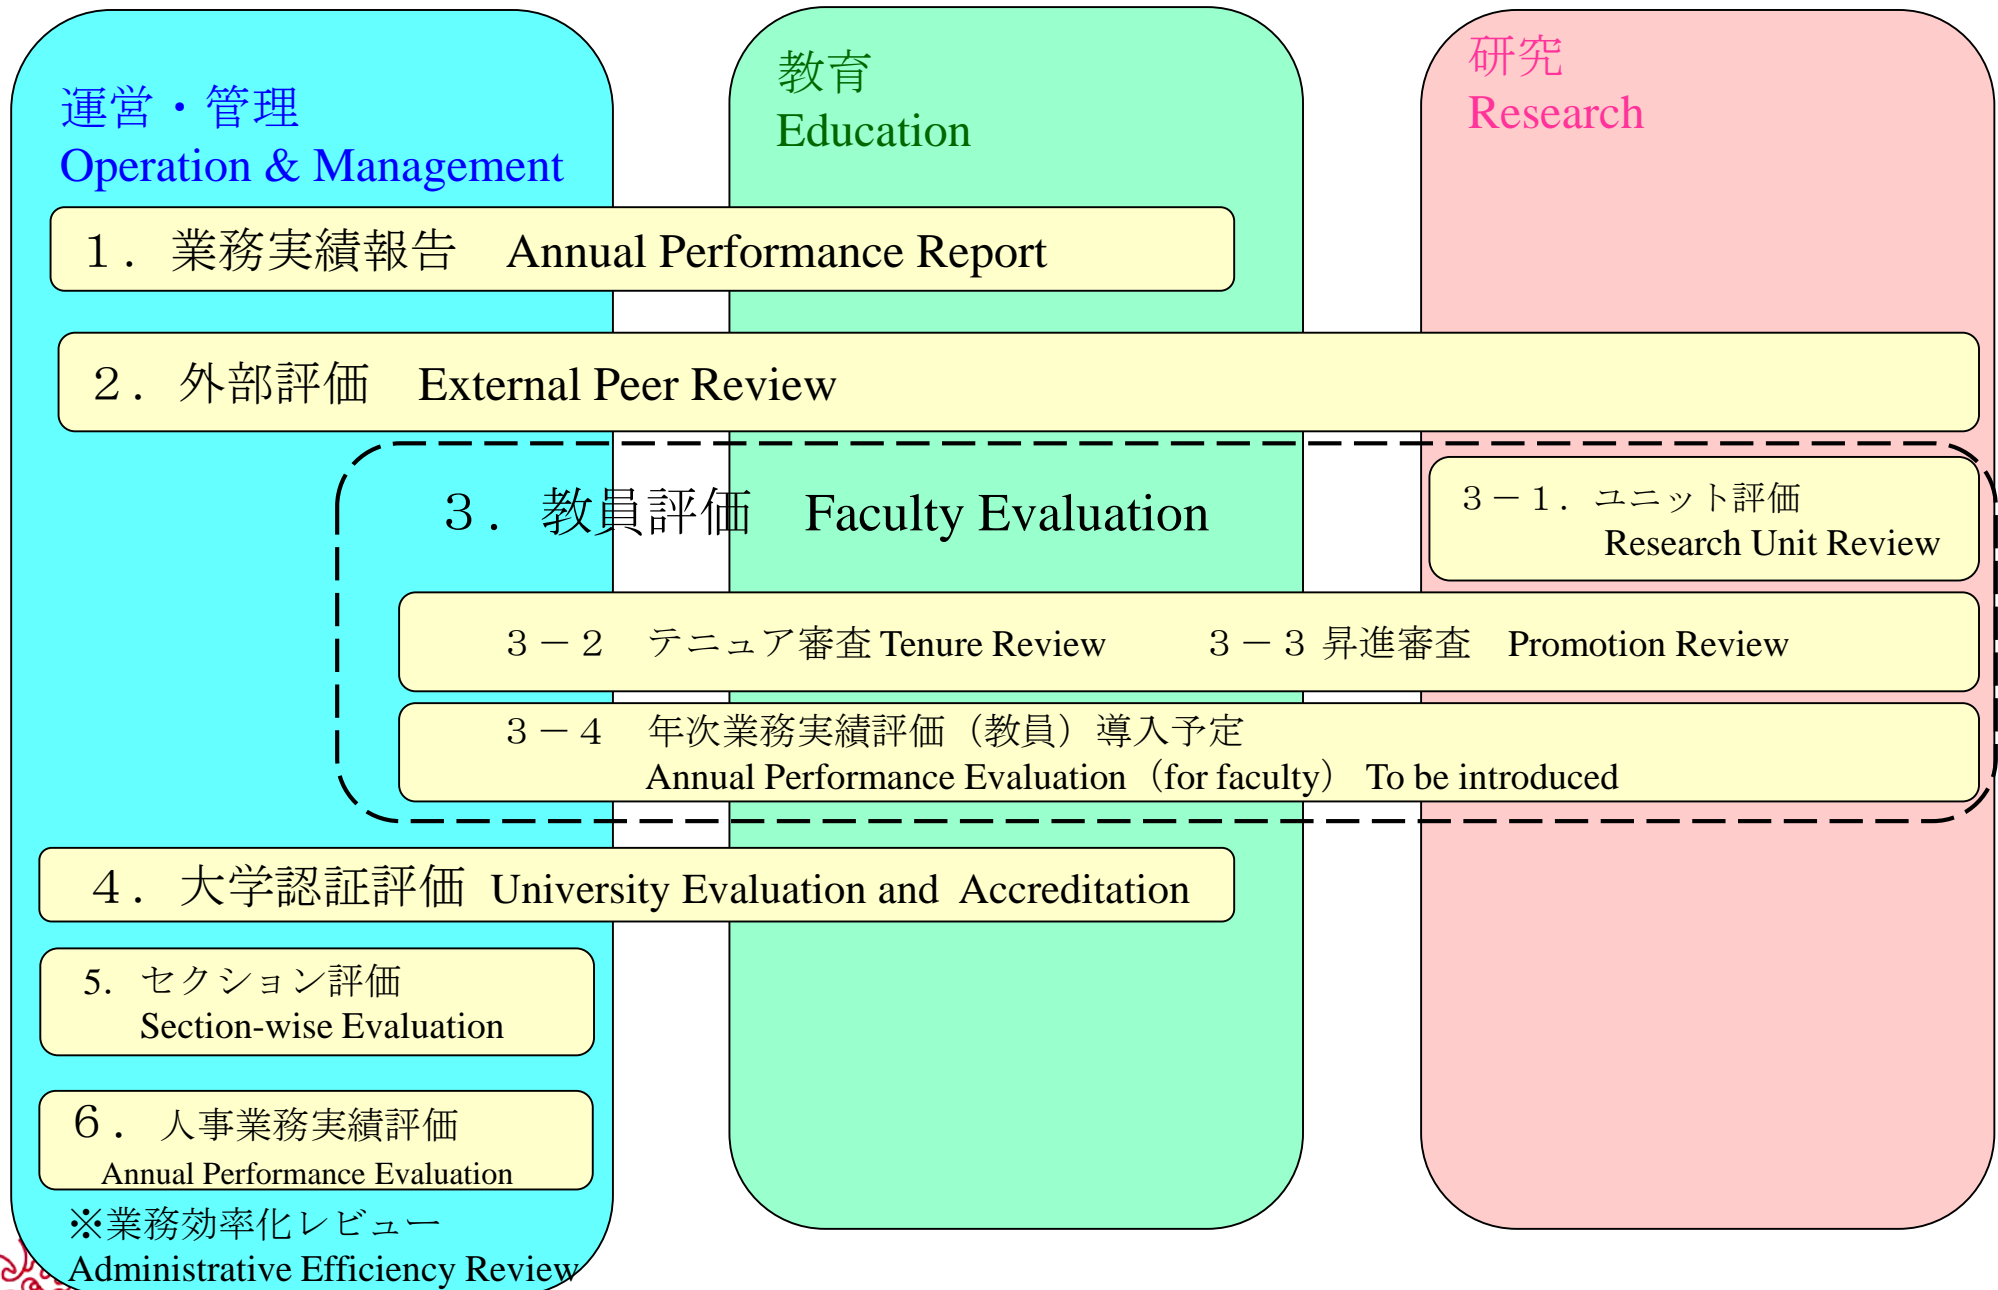 運営・管理
Operation & Management
教育
Education
研究
Research
１．業務実績報告　Annual Performance Report
２．外部評価　External Peer Review
３．教員評価　Faculty Evaluation
３－１．ユニット評価
Research Unit Review
３－２　テニュア審査 Tenure Review　　３－３ 昇進審査　Promotion Review
３－４　年次業務実績評価（教員）導入予定
Annual Performance Evaluation（for faculty） To be introduced
４．大学認証評価 University Evaluation and Accreditation
5. セクション評価
Section-wise Evaluation
６．人事業務実績評価
Annual Performance Evaluation
※業務効率化レビュー
Administrative Efficiency Review